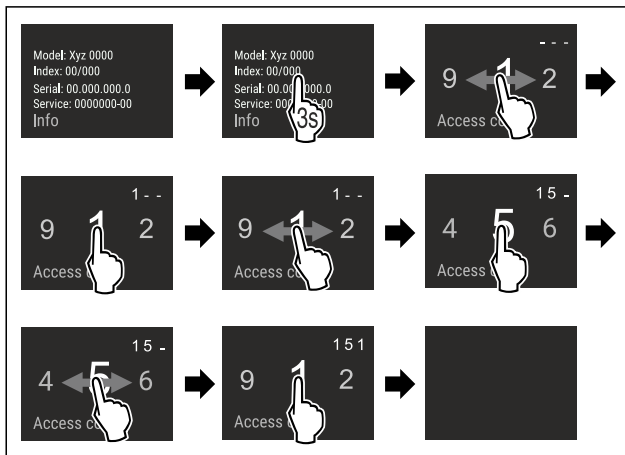 Model: Xyz 0000
Index: 00/000
Serial: 00.000.000.0
Service: 0000000-00
Info
Model: Xyz 0000
Index: 00/000
Serial: 00.000.000.0
Service:
Info
3s
- - -
9 1 2
Access
1 - -
9 1 2
Access
1 - -
9 1 2
Access
1 5 -
4 5 6
Access
1 5 -
4 5 6
Access
1 5 1
9 1 2
Access